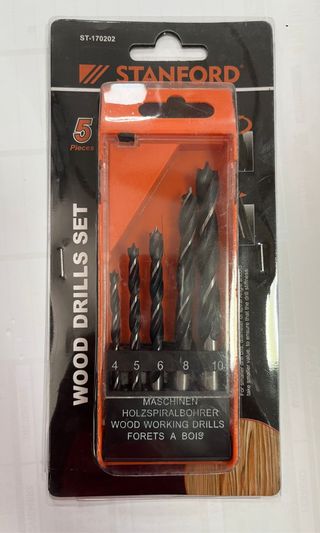 ST-170202
STANFORD
5
Pieces
WOOD DRILLS SET
4 5 6 8 10
MASCHINEN
HOLZSPIRALBOHRER
WOOD WORKING DRILLS
FORETS A BOIS